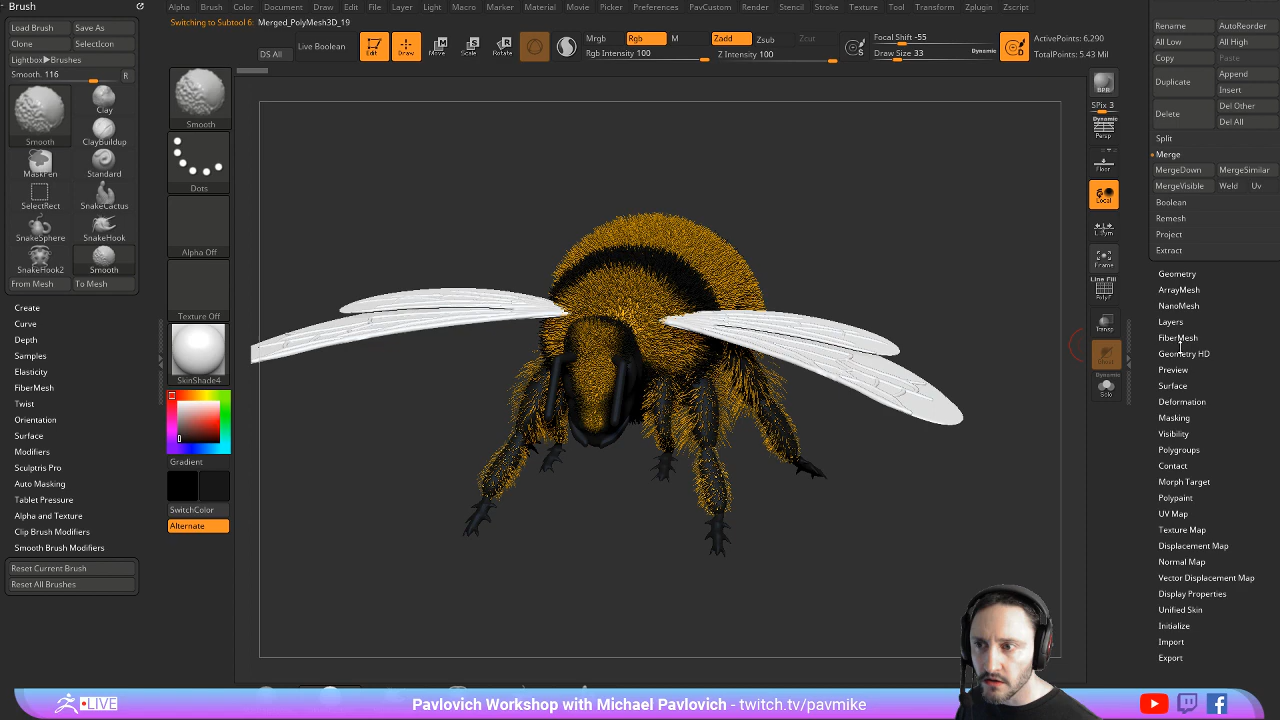 Brush
Alpha Brush Color Document Draw Edit File Layer Light Macro Marker Material Movie Picker Preferences PavCustom Render Stencil Stroke Texture Tool Transform Zplugin Zscript
Switching to Subtool 6: Merged_PolyMesh3D_19
Load Brush Save As
Clone SelectIcon
Lightbox▶Brushes
Smooth. 116 R
Smooth
Clay
ClayBuildup
MaskPen Standard
SelectRect SnakeCactus
SnakeSphere SnakeHook
SnakeHook2 Smooth
From Mesh To Mesh
Create
Curve
Depth
Samples
Elasticity
FiberMesh
Twist
Orientation
Surface
Modifiers
Sculptris Pro
Auto Masking
Tablet Pressure
Alpha and Texture
Clip Brush Modifiers
Smooth Brush Modifiers
Reset Current Brush
Reset All Brushes
DS All
Live Boolean
Edit Draw Move Scale Rotate
Mrgb Rgb M
Rgb Intensity 100
Zadd Zsub Zcut
Z Intensity 100
Focal Shift -55
Draw Size 33 Dynamic
S
D
ActivePoints: 6,290
TotalPoints: 5.43 Mil
Smooth
Dots
Alpha Off
Texture Off
SkinShade4
Gradient
SwitchColor
Alternate
BPR
SPix 3
Dynamic
Persp
Floor
Local
L.Sym
Frame
Line Fill
PolyF
Transp
Ghost
Dynamic
Solo
Rename AutoReorder
All Low All High
Copy Paste
Duplicate Append
Insert
Delete Del Other
Del All
Split
Merge
MergeDown MergeSimilar
MergeVisible Weld Uv
Boolean
Remesh
Project
Extract
Geometry
ArrayMesh
NanoMesh
Layers
FiberMesh
Geometry HD
Preview
Surface
Deformation
Masking
Visibility
Polygroups
Contact
Morph Target
Polypaint
UV Map
Texture Map
Displacement Map
Normal Map
Vector Displacement Map
Display Properties
Unified Skin
Initialize
Import
Export
LIVE
Pavlovich Workshop with Michael Pavlovich - twitch.tv/pavmike